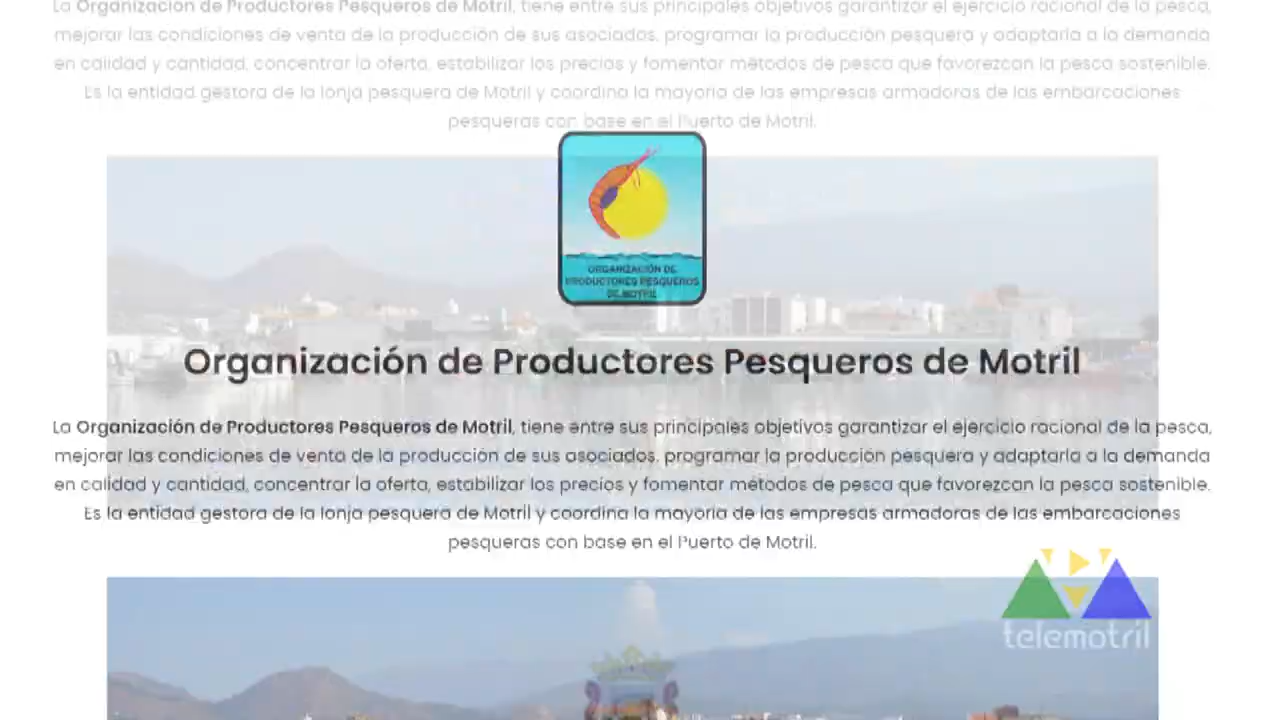 La Organización de Productores Pesqueros de Motril, tiene entre sus principales objetivos garantizar el ejercicio racional de la pesca,
mejorar las condiciones de venta de la producción de sus asociados, programar la producción pesquera y adaptarla a la demanda
en calidad y cantidad, concentrar la oferta, estabilizar los precios y fomentar métodos de pesca que favorezcan la pesca sostenible.
Es la entidad gestora de la lonja pesquera de Motril y coordina la mayoría de las empresas armadoras de las embarcaciones
pesqueras con base en el Puerto de Motril.
ORGANIZACIÓN DE
PRODUCTORES PESQUEROS
DE MOTRIL
Organización de Productores Pesqueros de Motril
La Organización de Productores Pesqueros de Motril, tiene entre sus principales objetivos garantizar el ejercicio racional de la pesca,
mejorar las condiciones de venta de la producción de sus asociados, programar la producción pesquera y adaptarla a la demanda
en calidad y cantidad, concentrar la oferta, estabilizar los precios y fomentar métodos de pesca que favorezcan la pesca sostenible.
Es la entidad gestora de la lonja pesquera de Motril y coordina la mayoría de las empresas armadoras de las embarcaciones
pesqueras con base en el Puerto de Motril.
telemotril